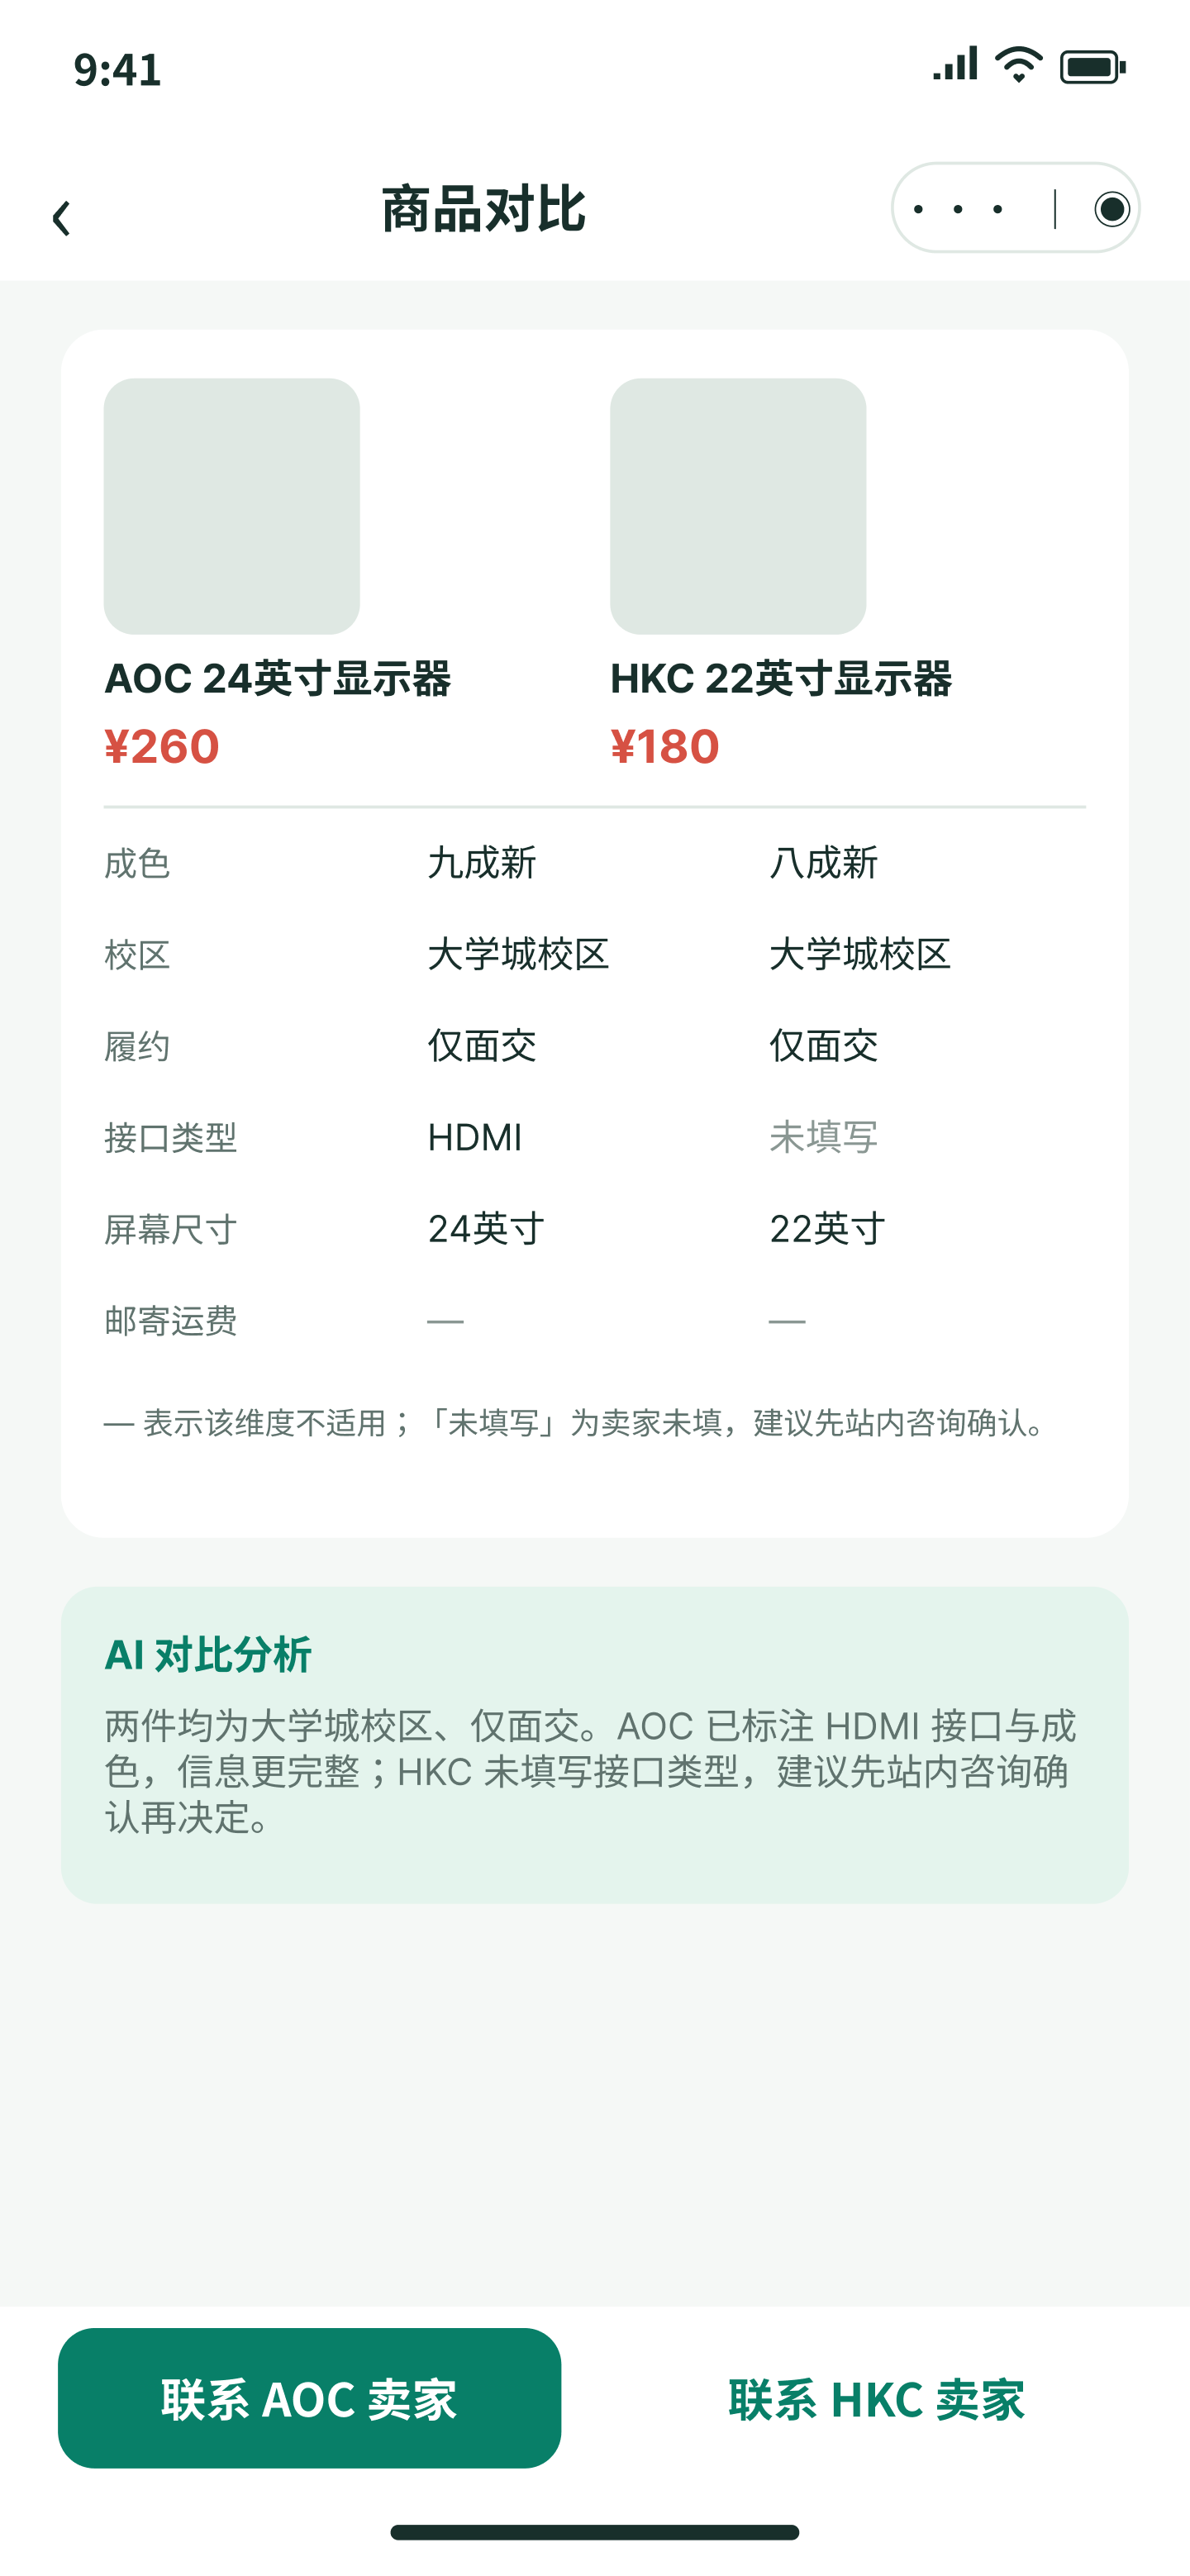 9:41
商品对比
AOC 24英寸显示器
HKC 22英寸显示器
¥260
¥180
成色 九成新 八成新
校区 大学城校区 大学城校区
履约 仅面交 仅面交
接口类型 HDMI 未填写
屏幕尺寸 24英寸 22英寸
邮寄运费 — —
— 表示该维度不适用；「未填写」为卖家未填，建议先站内咨询确认。
AI 对比分析
两件均为大学城校区、仅面交。AOC 已标注 HDMI 接口与成
色，信息更完整；HKC 未填写接口类型，建议先站内咨询确
认再决定。
联系 AOC 卖家
联系 HKC 卖家